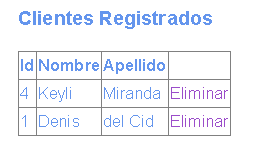 Clientes Registrados
Id Nombre Apellido
4 Keyli Miranda Eliminar
1 Denis del Cid Eliminar